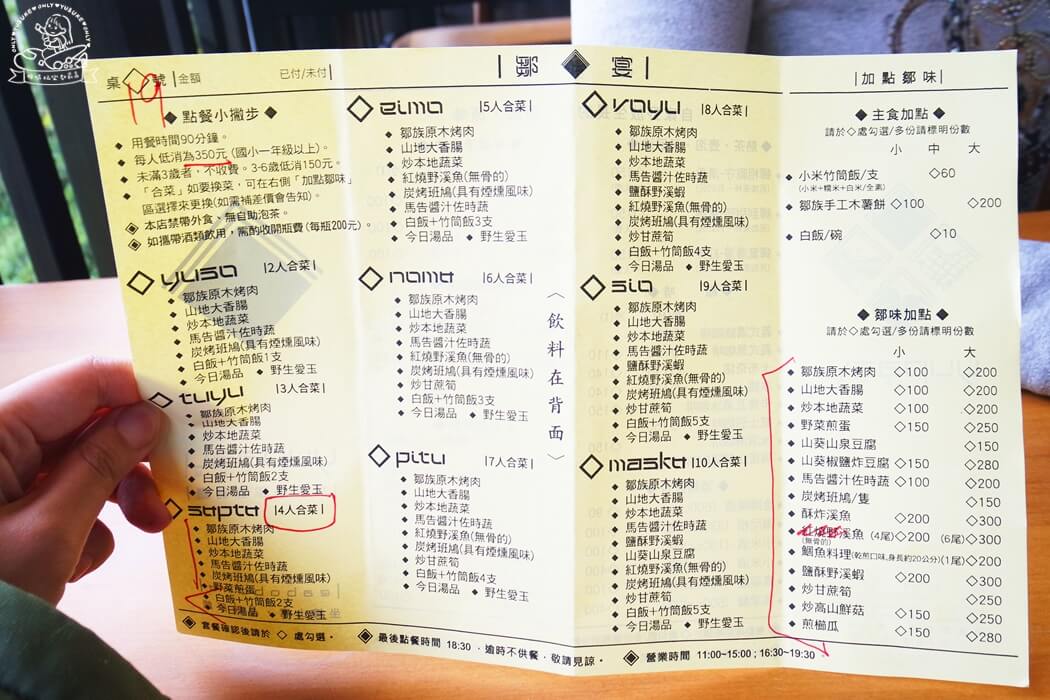 ONLY YUSUKE ONLY YUSUKE ONLY
桌◇號 |金額 已付/未付|
19
|鄒◆宴|
◆點餐小撇步◆
◆ 用餐時間90分鐘。
◆ 每人低消為350元 (國小一年級以上)。
◆ 未滿3歲者，不收費。3-6歲低消150元。
◆ 「合菜」如要換菜，可在右側「加點鄒味」
區選擇來更換(如需補差價會告知)。
◈ 本店禁帶外食、無自助泡茶。
◈ 如攜帶酒類飲用，需酌收開瓶費 (每瓶200元)。
◇ yusa |2人合菜|
◆ 鄒族原木烤肉
◆ 山地大香腸
◆ 炒本地蔬菜
◆ 馬告醬汁佐時蔬
◆ 炭烤班鳩(具有煙燻風味)
◆ 白飯+竹筒飯1支
◆ 今日湯品 ◆ 野生愛玉
◇ tuyu |3人合菜|
◆ 鄒族原木烤肉
◆ 山地大香腸
◆ 炒本地蔬菜
◆ 馬告醬汁佐時蔬
◆ 炭烤班鳩(具有煙燻風味)
◆ 白飯+竹筒飯2支
◆ 今日湯品 ◆ 野生愛玉
◇ supta |4人合菜|
◆ 鄒族原木烤肉
◆ 山地大香腸
◆ 炒本地蔬菜
◆ 馬告醬汁佐時蔬
◆ 炭烤班鳩(具有煙燻風味)
◆ 野菜煎蛋
◆ 白飯+竹筒飯2支
◆ 今日湯品 ◆ 野生愛玉
◇ eimo |5人合菜|
◆ 鄒族原木烤肉
◆ 山地大香腸
◆ 炒本地蔬菜
◆ 馬告醬汁佐時蔬
◆ 紅燒野溪魚(無骨的)
◆ 炭烤班鳩(具有煙燻風味)
◆ 馬告木薯餅
◆ 白飯+竹筒飯3支
◆ 今日湯品 ◆ 野生愛玉
◇ nomo |6人合菜|
◆ 鄒族原木烤肉
◆ 山地大香腸
◆ 炒本地蔬菜
◆ 馬告醬汁佐時蔬
◆ 紅燒野溪魚(無骨的)
◆ 炭烤班鳩(具有煙燻風味)
◆ 炒甘蔗筍
◆ 白飯+竹筒飯3支
◆ 今日湯品 ◆ 野生愛玉
◇ pitu |7人合菜|
◆ 鄒族原木烤肉
◆ 山地大香腸
◆ 炒本地蔬菜
◆ 馬告醬汁佐時蔬
◆ 紅燒野溪魚(無骨的)
◆ 炭烤班鳩(具有煙燻風味)
◆ 炒甘蔗筍
◆ 白飯+竹筒飯4支
◆ 今日湯品 ◆ 野生愛玉
〈飲料在背面〉
◇ voyu |8人合菜|
◆ 鄒族原木烤肉
◆ 山地大香腸
◆ 炒本地蔬菜
◆ 馬告醬汁佐時蔬
◆ 鹽酥野溪蝦
◆ 紅燒野溪魚(無骨的)
◆ 炭烤班鳩(具有煙燻風味)
◆ 炒甘蔗筍
◆ 白飯+竹筒飯4支
◆ 今日湯品 ◆ 野生愛玉
◇ sio |9人合菜|
◆ 鄒族原木烤肉
◆ 山地大香腸
◆ 炒本地蔬菜
◆ 馬告醬汁佐時蔬
◆ 鹽酥野溪蝦
◆ 紅燒野溪魚(無骨的)
◆ 炭烤班鳩(具有煙燻風味)
◆ 炒甘蔗筍
◆ 白飯+竹筒飯5支
◆ 今日湯品 ◆ 野生愛玉
◇ masku |10人合菜|
◆ 鄒族原木烤肉
◆ 山地大香腸
◆ 炒本地蔬菜
◆ 馬告醬汁佐時蔬
◆ 鹽酥野溪蝦
◆ 山葵山泉豆腐
◆ 紅燒野溪魚(無骨的)
◆ 炭烤班鳩(具有煙燻風味)
◆ 炒甘蔗筍
◆ 白飯+竹筒飯5支
◆ 今日湯品 ◆ 野生愛玉
|加點鄒味|
◆主食加點◆
請於◇處勾選/多份請標明份數
小 中 大
◆ 小米竹筒飯/支 ◇60
(小米+糯米+白米/全素)
◆ 鄒族手工木薯餅 ◇100 ◇200
◆ 白飯/碗 ◇10
◆鄒味加點◆
請於◇處勾選/多份請標明份數
小 大
◆ 鄒族原木烤肉 ◇100 ◇200
◆ 山地大香腸 ◇100 ◇200
◆ 炒本地蔬菜 ◇100 ◇200
◆ 野菜煎蛋 ◇150 ◇250
◆ 山葵山泉豆腐 ◇150
◆ 山葵椒鹽炸豆腐 ◇150 ◇280
◆ 馬告醬汁佐時蔬 ◇100 ◇200
◆ 炭烤班鳩/隻 ◇150
◆ 酥炸溪魚 ◇200 ◇300
◆ 紅燒野溪魚 (4尾)◇200 (6尾)◇300
(無骨的)
◆ 鯝魚料理(乾煎口味,身長約20公分)(1尾)◇200
◆ 鹽酥野溪蝦 ◇200 ◇300
◆ 炒甘蔗筍 ◇250
◆ 炒高山鮮菇 ◇150 ◇250
◆ 煎櫛瓜 ◇150 ◇280
◈ 套餐確認後請於 ◇ 處勾選。 ◈ 最後點餐時間 18:30 ．逾時不供餐，敬請見諒。 ◈ 營業時間 11:00~15:00；16:30~19:30